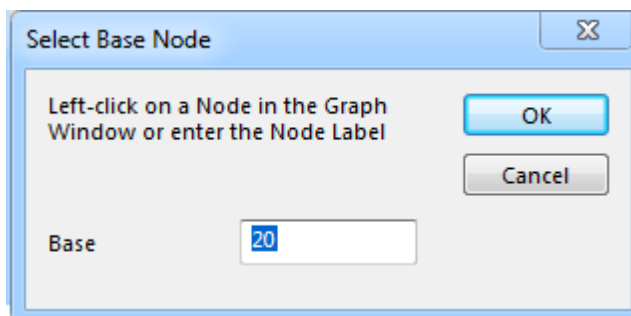 Select Base Node
Left-click on a Node in the Graph
Window or enter the Node Label
OK
Cancel
Base
20